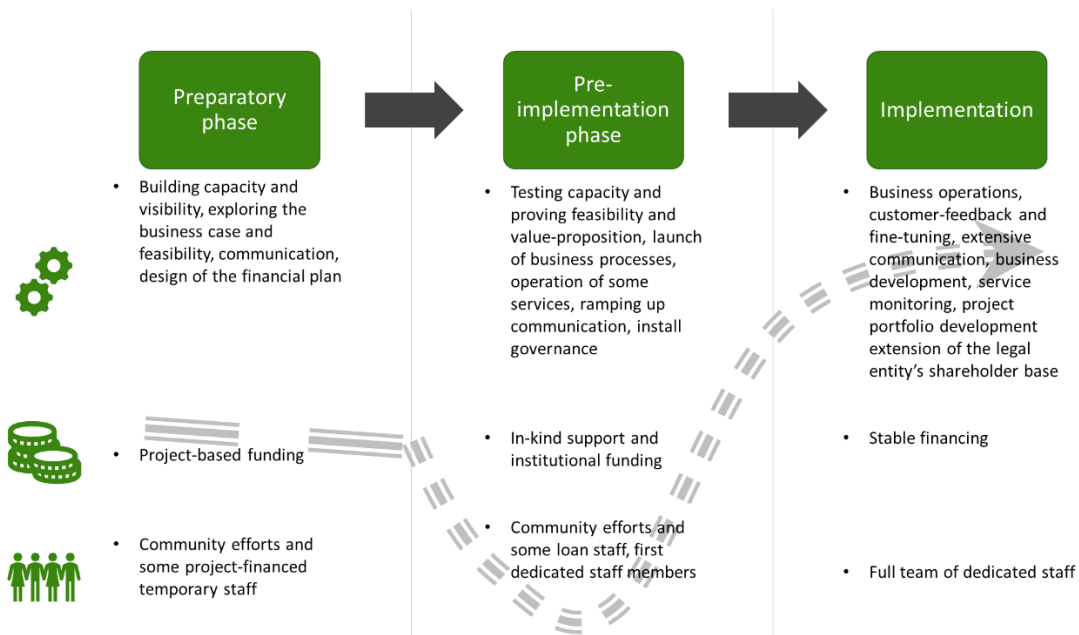 Preparatory
phase
Pre-
implementation
phase
Implementation
• Building capacity and
visibility, exploring the
business case and
feasibility, communication,
design of the financial plan
• Testing capacity and
proving feasibility and
value-proposition, launch
of business processes,
operation of some
services, ramping up
communication, install
governance
• Business operations,
customer-feedback and
fine-tuning, extensive
communication, business
development, service
monitoring, project
portfolio development
extension of the legal
entity’s shareholder base
• Project-based funding
• In-kind support and
institutional funding
• Stable financing
• Community efforts and
some project-financed
temporary staff
• Community efforts and
some loan staff, first
dedicated staff members
• Full team of dedicated staff